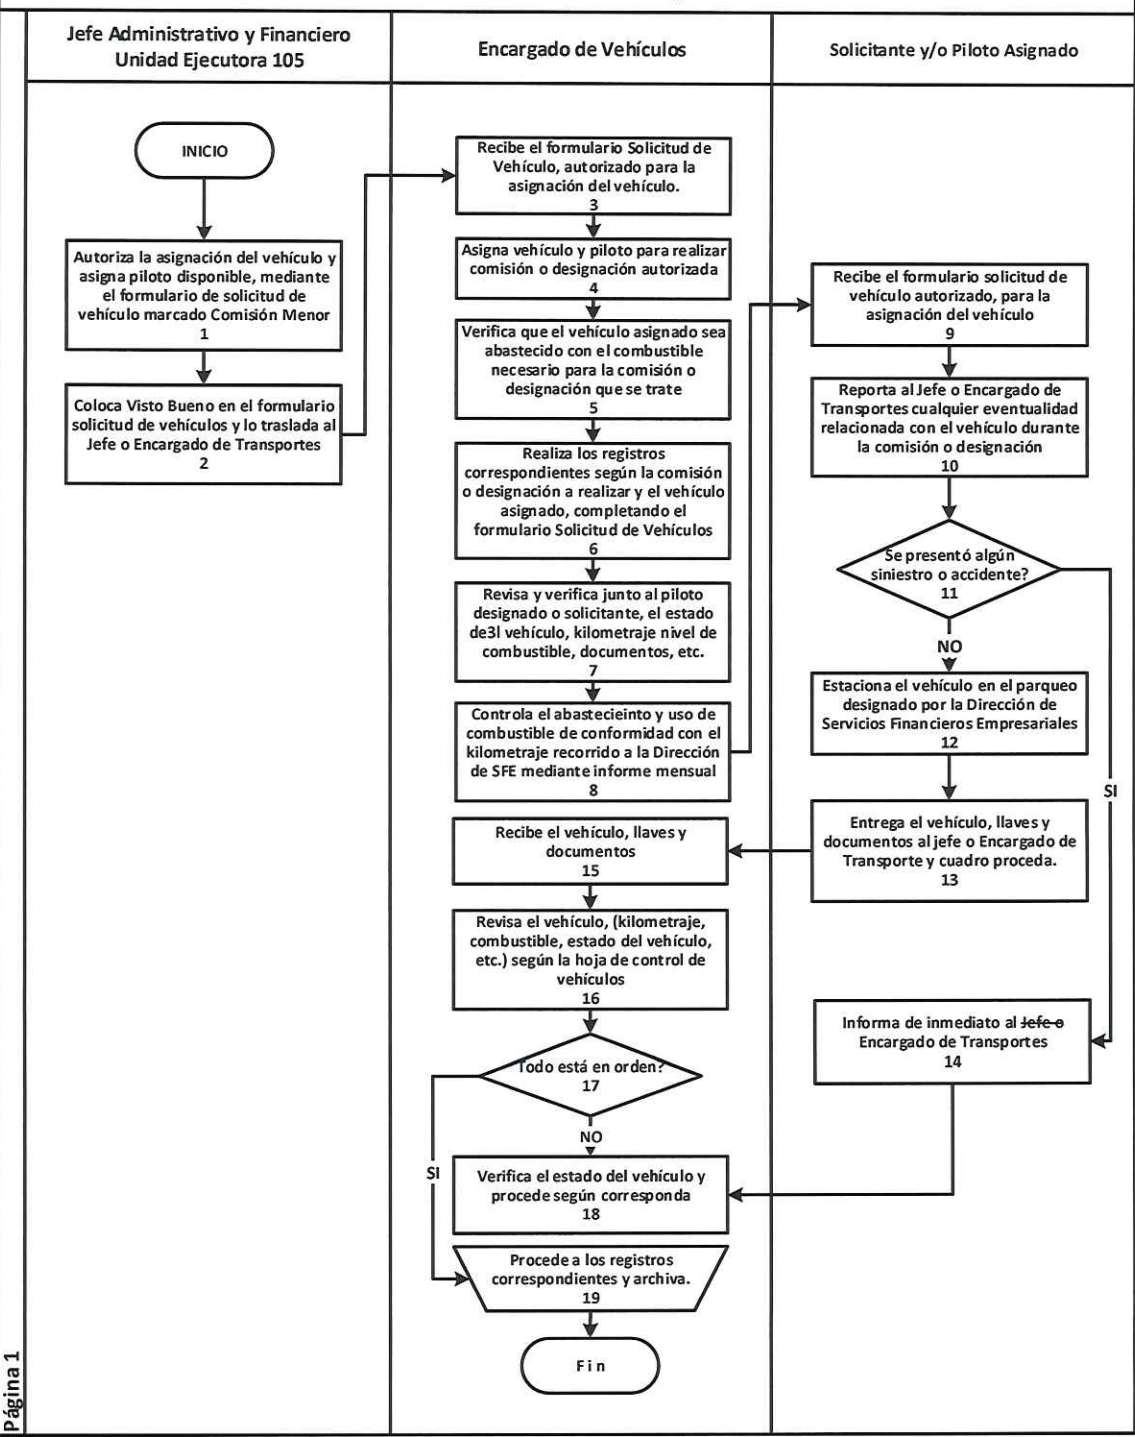 Jefe Administrativo y Financiero
Unidad Ejecutora 105
Encargado de Vehículos
Solicitante y/o Piloto Asignado
INICIO
Autoriza la asignación del vehículo y
asigna piloto disponible, mediante
el formulario de solicitud de
vehículo marcado Comisión Menor
1
Coloca Visto Bueno en el formulario
solicitud de vehículos y lo traslada al
Jefe o Encargado de Transportes
2
Recibe el formulario Solicitud de
Vehículo, autorizado para la
asignación del vehículo.
3
Asigna vehículo y piloto para realizar
comisión o designación autorizada
4
Verifica que el vehículo asignado sea
abastecido con el combustible
necesario para la comisión o
designación que se trate
5
Realiza los registros
correspondientes según la comisión
o designación a realizar y el vehículo
asignado, completando el
formulario Solicitud de Vehículos
6
Revisa y verifica junto al piloto
designado o solicitante, el estado
de3l vehículo, kilometraje nivel de
combustible, documentos, etc.
7
Controla el abastecieinto y uso de
combustible de conformidad con el
kilometraje recorrido a la Dirección
de SFE mediante informe mensual
8
Recibe el formulario solicitud de
vehículo autorizado, para la
asignación del vehículo
9
Reporta al Jefe o Encargado de
Transportes cualquier eventualidad
relacionada con el vehículo durante
la comisión o designación
10
Se presentó algún
siniestro o accidente?
11
NO
SI
Estaciona el vehículo en el parqueo
designado por la Dirección de
Servicios Financieros Empresariales
12
Entrega el vehículo, llaves y
documentos al jefe o Encargado de
Transporte y cuadro proceda.
13
Informa de inmediato al Jefe o
Encargado de Transportes
14
Recibe el vehículo, llaves y
documentos
15
Revisa el vehículo, (kilometraje,
combustible, estado del vehículo,
etc.) según la hoja de control de
vehículos
16
Todo está en orden?
17
NO
SI
Verifica el estado del vehículo y
procede según corresponda
18
Procede a los registros
correspondientes y archiva.
19
Fin
Página 1